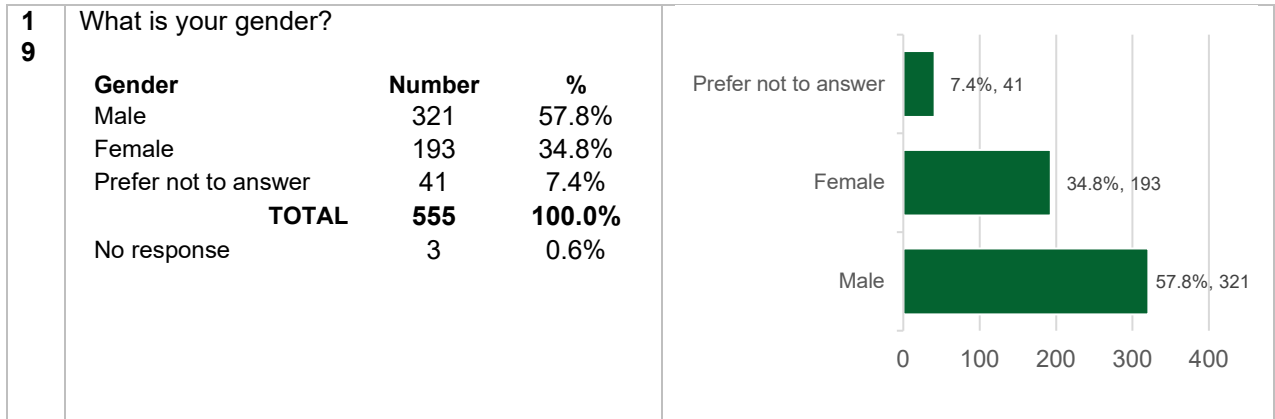 1
9
What is your gender?
Gender Number %
Male 321 57.8%
Female 193 34.8%
Prefer not to answer 41 7.4%
TOTAL 555 100.0%
No response 3 0.6%
Prefer not to answer 7.4%, 41
Female 34.8%, 193
Male 57.8%, 321
0 100 200 300 400